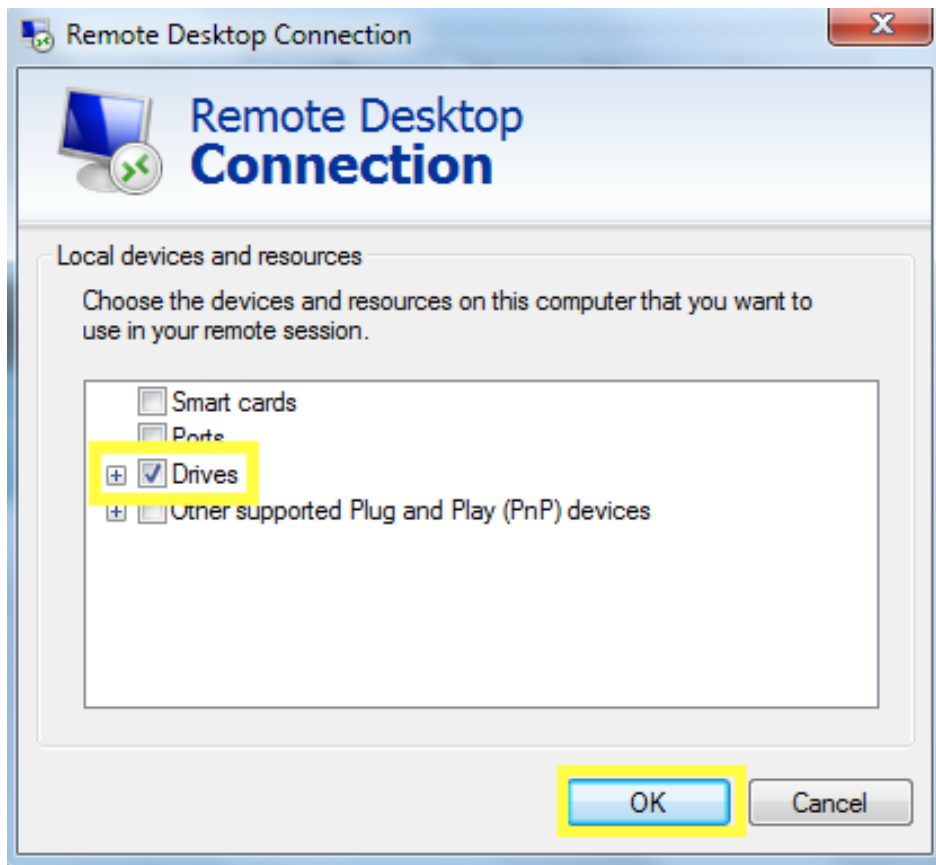 Remote Desktop Connection
Remote Desktop
Connection
Local devices and resources
Choose the devices and resources on this computer that you want to
use in your remote session.
Smart cards
Ports
Drives
Other supported Plug and Play (PnP) devices
OK
Cancel